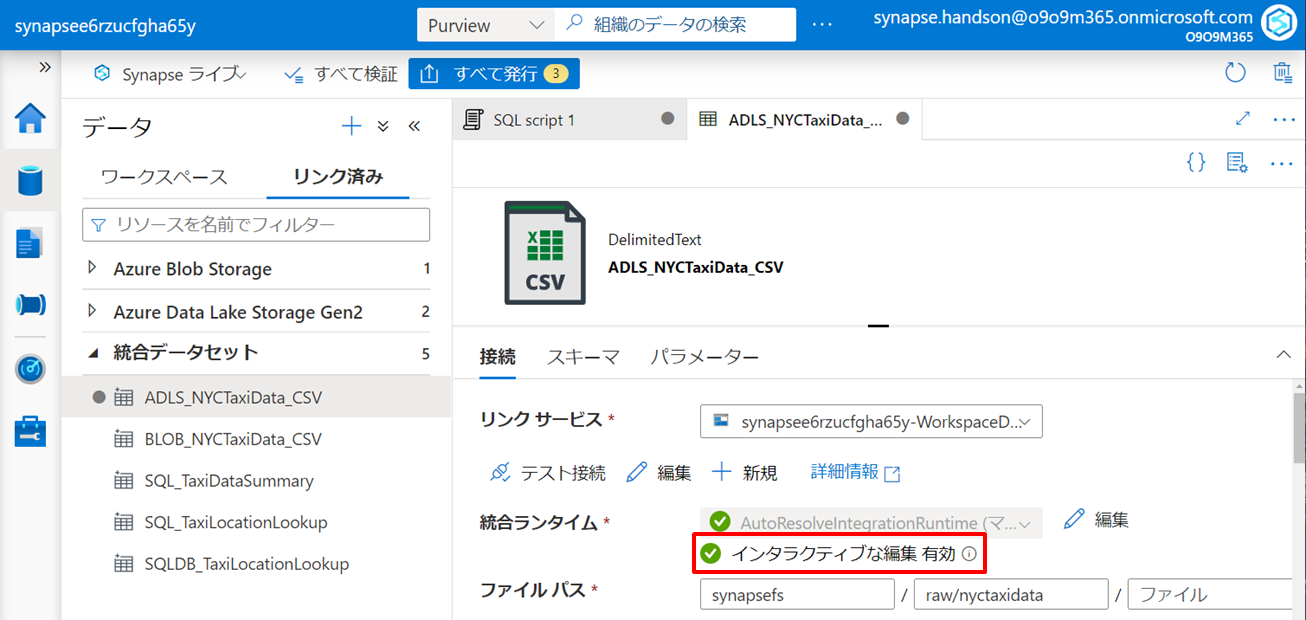 synapsee6rzucfgha65y
Purview
組織のデータの検索
synapse.handson@o9o9m365.onmicrosoft.com
O9O9M365
Synapse ライブ
すべて検証
すべて発行 3
データ
ワークスペース
リンク済み
リソースを名前でフィルター
Azure Blob Storage 1
Azure Data Lake Storage Gen2 2
統合データセット 5
ADLS_NYCTaxiData_CSV
BLOB_NYCTaxiData_CSV
SQL_TaxiDataSummary
SQL_TaxiLocationLookup
SQLDB_TaxiLocationLookup
SQL script 1
ADLS_NYCTaxiData_...
{}
X
CSV
DelimitedText
ADLS_NYCTaxiData_CSV
接続 スキーマ パラメーター
リンク サービス *
synapsee6rzucfgha65y-WorkspaceD...
テスト接続 編集 新規 詳細情報
統合ランタイム *
AutoResolveIntegrationRuntime (マ...
編集
インタラクティブな編集 有効
ファイル パス *
synapsefs / raw/nyctaxidata / ファイル